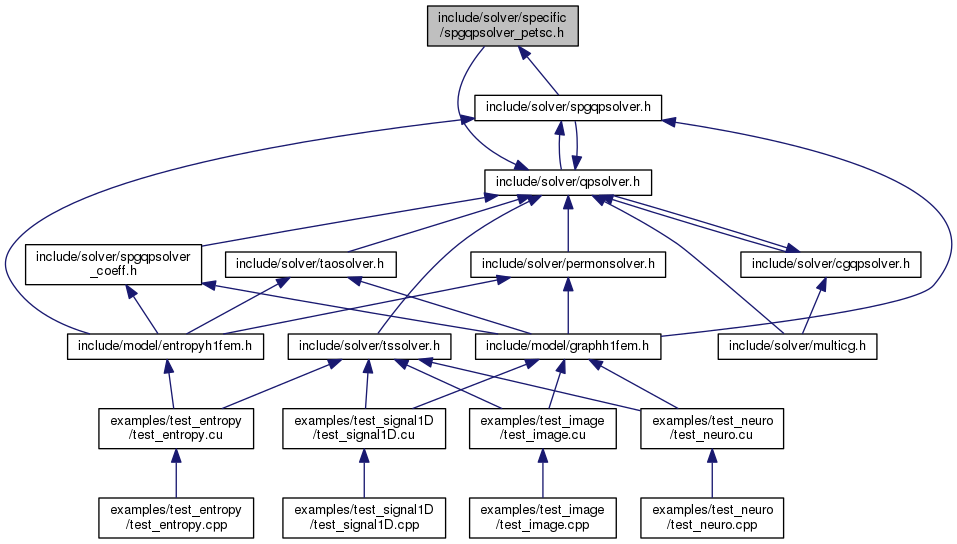 include/solver/specific
/spgqpsolver_petsc.h
include/solver/spgqpsolver.h
include/solver/qpsolver.h
include/solver/spgqpsolver
_coeff.h
include/solver/taosolver.h
include/solver/permonsolver.h
include/solver/cgqpsolver.h
include/model/entropyh1fem.h
include/solver/tssolver.h
include/model/graphh1fem.h
include/solver/multicg.h
examples/test_entropy
/test_entropy.cu
examples/test_signal1D
/test_signal1D.cu
examples/test_image
/test_image.cu
examples/test_neuro
/test_neuro.cu
examples/test_entropy
/test_entropy.cpp
examples/test_signal1D
/test_signal1D.cpp
examples/test_image
/test_image.cpp
examples/test_neuro
/test_neuro.cpp